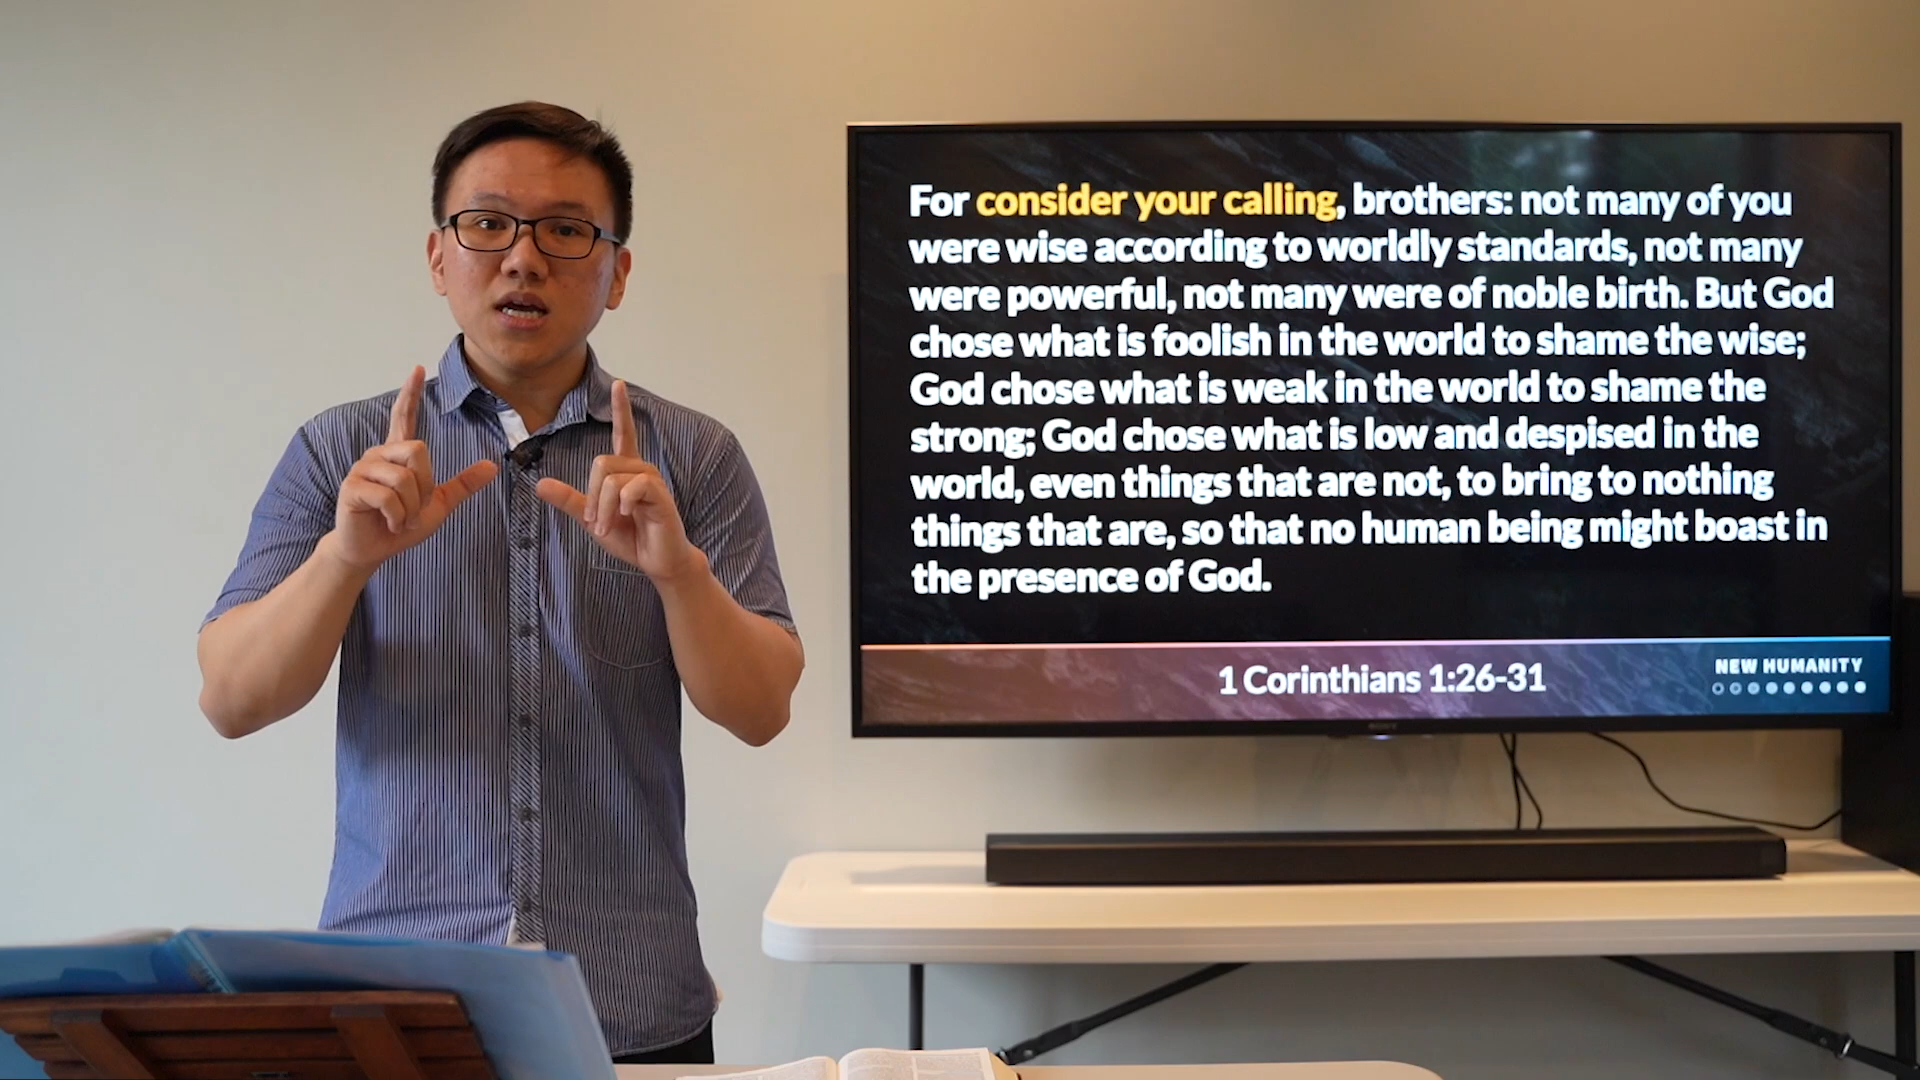 For consider your calling, brothers: not many of you
were wise according to worldly standards, not many
were powerful, not many were of noble birth. But God
chose what is foolish in the world to shame the wise;
God chose what is weak in the world to shame the
strong; God chose what is low and despised in the
world, even things that are not, to bring to nothing
things that are, so that no human being might boast in
the presence of God.
1 Corinthians 1:26-31
NEW HUMANITY
SONY